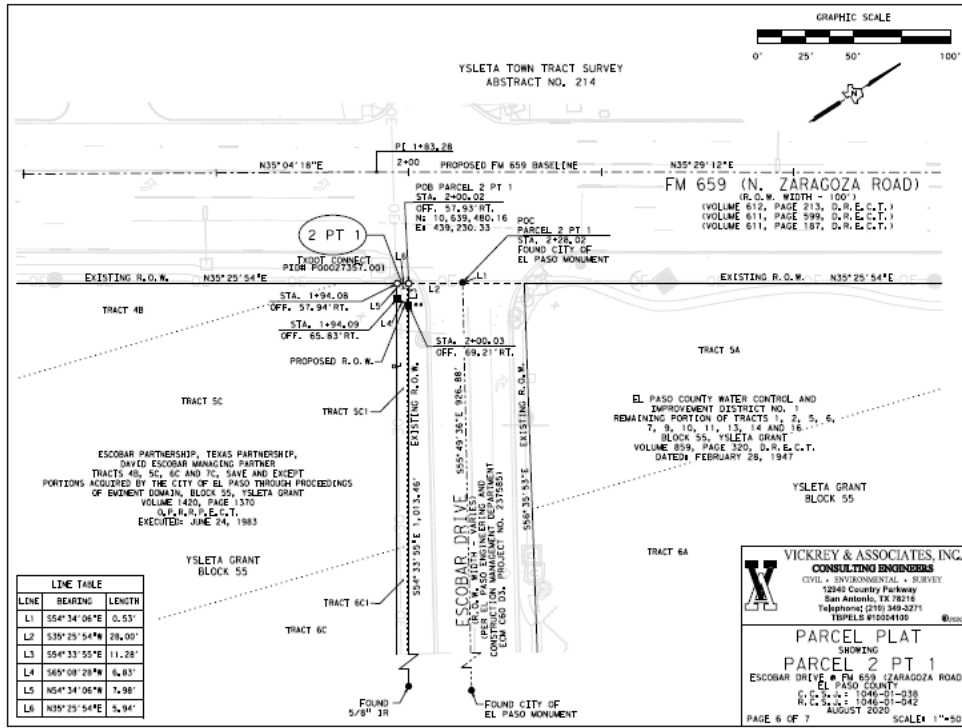 GRAPHIC SCALE
0' 25' 50' 100'
YSLETA TOWN TRACT SURVEY
ABSTRACT NO. 214
N
PI 1+83.28
N35°04'18"E
2+00
PROPOSED FM 659 BASELINE
N35°29'12"E
FM 659 (N. ZARAGOZA ROAD)
(R.O.W. WIDTH - 100')
(VOLUME 612, PAGE 213, D.R.E.C.T.)
(VOLUME 611, PAGE 599, D.R.E.C.T.)
(VOLUME 611, PAGE 187, D.R.E.C.T.)
POB PARCEL 2 PT 1
STA. 2+00.02
OFF. 57.93'RT.
N: 10,639,480.16
E: 439,230.33
POC
PARCEL 2 PT 1
STA. 2+28.02
FOUND CITY OF
EL PASO MONUMENT
2 PT 1
TXDOT CONNECT
PID# P00027357.001
L6
L1
L2
EXISTING R.O.W. N35°25'54"E
EXISTING R.O.W. N35°25'54"E
STA. 1+94.08
OFF. 57.94'RT.
L5
TRACT 4B
STA. 1+94.09
OFF. 65.83'RT.
L4
STA. 2+00.03
OFF. 69.21'RT.
PROPOSED R.O.W.
TRACT 5A
TRACT 5C
TRACT 5C1
EXISTING R.O.W.
S54°33'55"E 1,013.46'
S55°49'36"E 926.88'
ESCOBAR DRIVE
(R.O.W. WIDTH - VARIES)
(PER EL PASO ENGINEERING AND
CONSTRUCTION MANAGEMENT DEPARTMENT
ECM C60 D3. PROJECT NO. 237585)
EXISTING R.O.W.
S56°35'53"E
EL PASO COUNTY WATER CONTROL AND
IMPROVEMENT DISTRICT NO. 1
REMAINING PORTION OF TRACTS 1, 2, 5, 6,
7, 9, 10, 11, 13, 14 AND 16
BLOCK 55, YSLETA GRANT
VOLUME 859, PAGE 320, D.R.E.C.T.
DATED: FEBRUARY 28, 1947
ESCOBAR PARTNERSHIP, TEXAS PARTNERSHIP,
DAVID ESCOBAR MANAGING PARTNER
TRACTS 4B, 5C, 6C AND 7C, SAVE AND EXCEPT
PORTIONS ACQUIRED BY THE CITY OF EL PASO THROUGH PROCEEDINGS
OF EMINENT DOMAIN, BLOCK 55, YSLETA GRANT
VOLUME 1420, PAGE 1370
O.P.R.R.P.E.C.T.
EXECUTED: JUNE 24, 1983
YSLETA GRANT
BLOCK 55
YSLETA GRANT
BLOCK 55
TRACT 6A
TRACT 6C1
TRACT 6C
FOUND
5/8" IR
FOUND CITY OF
EL PASO MONUMENT
LINE TABLE
LINE BEARING LENGTH
L1 S54°34'06"E 0.53'
L2 S35°25'54"W 28.00'
L3 S54°33'55"E 11.28'
L4 S65°08'28"W 6.83'
L5 N54°34'06"W 7.98'
L6 N35°25'54"E 5.94'
VICKREY & ASSOCIATES, INC.
CONSULTING ENGINEERS
CIVIL • ENVIRONMENTAL • SURVEY
12940 Country Parkway
San Antonio, TX 78216
Telephone: (210) 349-3271
TBPELS #10004100
PARCEL PLAT
SHOWING
PARCEL 2 PT 1
ESCOBAR DRIVE @ FM 659 (ZARAGOZA ROAD)
EL PASO COUNTY
C.C.S.J.: 1046-01-038
R.C.S.J.: 1046-01-042
AUGUST 2020
PAGE 6 OF 7 SCALE: 1"=50'